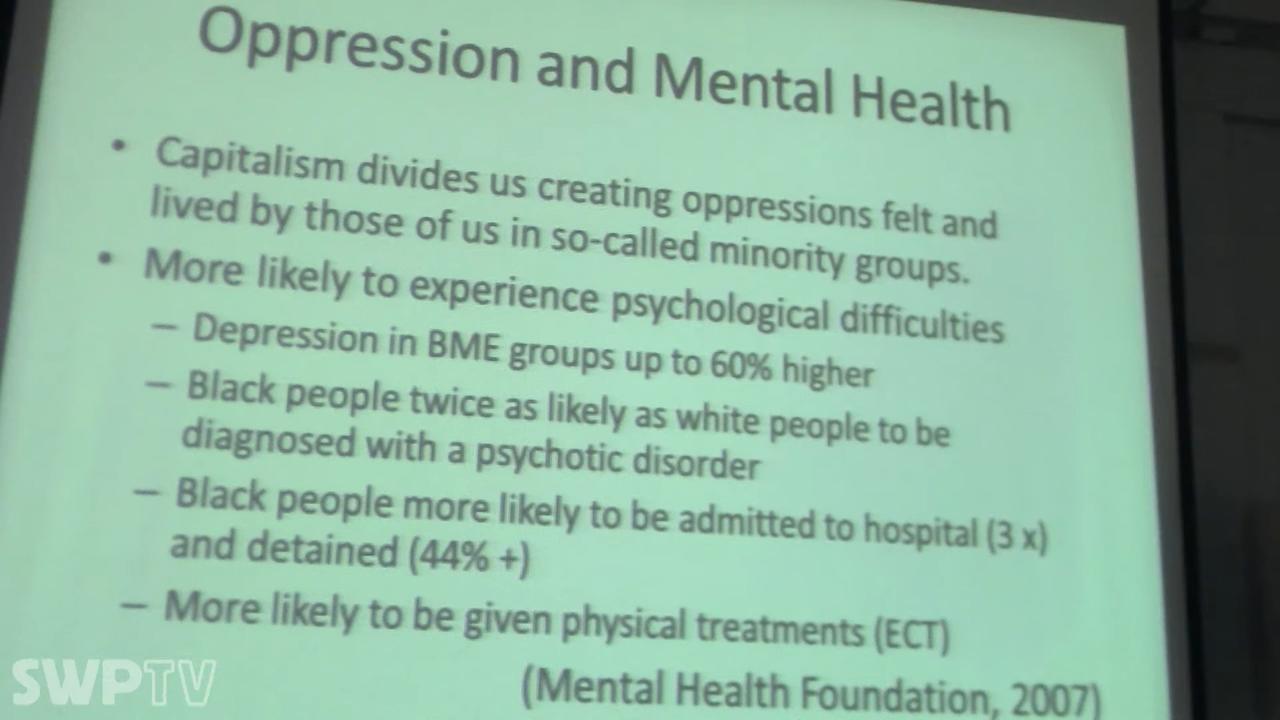 Oppression and Mental Health
• Capitalism divides us creating oppressions felt and
lived by those of us in so-called minority groups.
• More likely to experience psychological difficulties
– Depression in BME groups up to 60% higher
– Black people twice as likely as white people to be
diagnosed with a psychotic disorder
– Black people more likely to be admitted to hospital (3 x)
and detained (44% +)
– More likely to be given physical treatments (ECT)
(Mental Health Foundation, 2007)
SWPTV